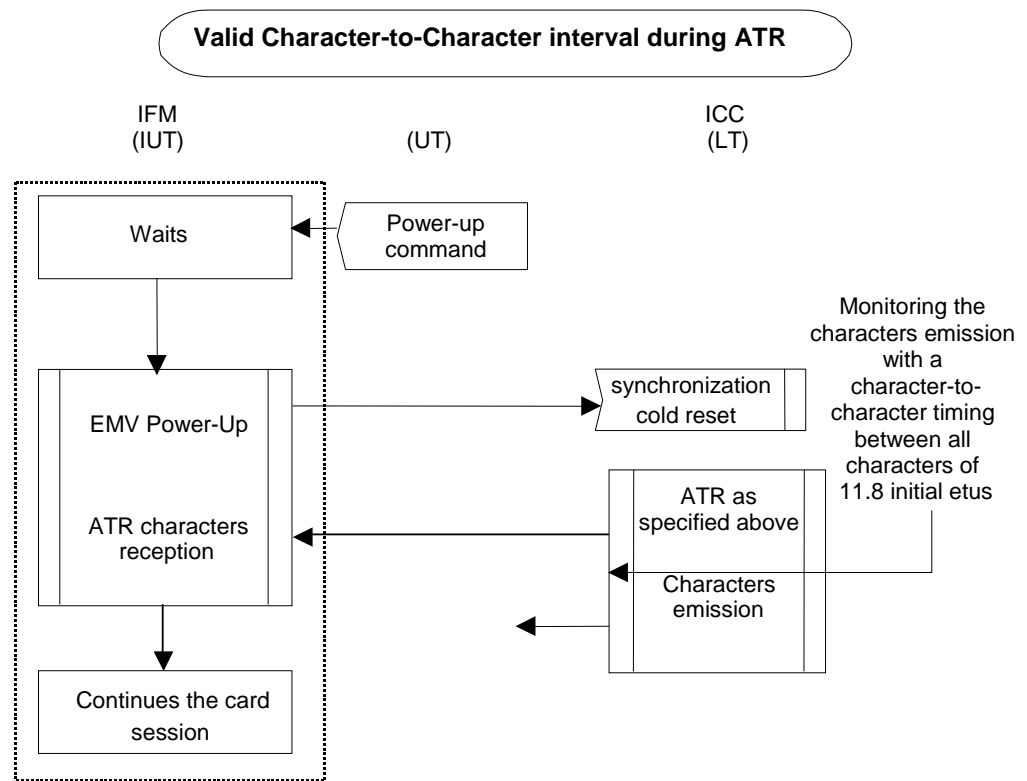 Valid Character-to-Character interval during ATR
IFM
(IUT)
(UT)
ICC
(LT)
Waits
Power-up
command
Monitoring the
characters emission
with a
character-to-
character timing
between all
characters of
11.8 initial etus
synchronization
cold reset
EMV Power-Up
ATR characters
reception
ATR as
specified above
Characters
emission
Continues the card
session